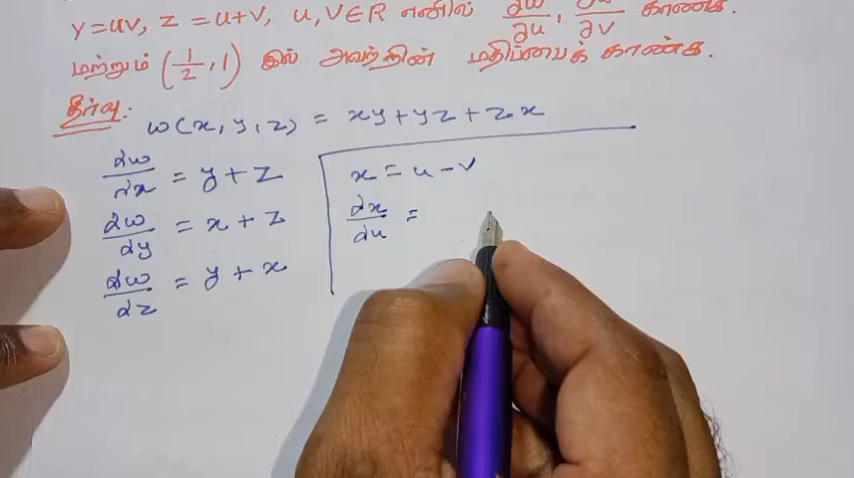 y=uv, z=u+v, u,v∈R எனில் ∂w/∂u, ∂w/∂v காண்க.
மற்றும் (1/2, 1) இல் அவற்றின் மதிப்பைக் காண்க.
தீர்வு:
w(x,y,z) = xy+yz+zx
∂w/∂x = y+z
∂w/∂y = x+z
∂w/∂z = y+x
x = u-v
∂x/∂u =